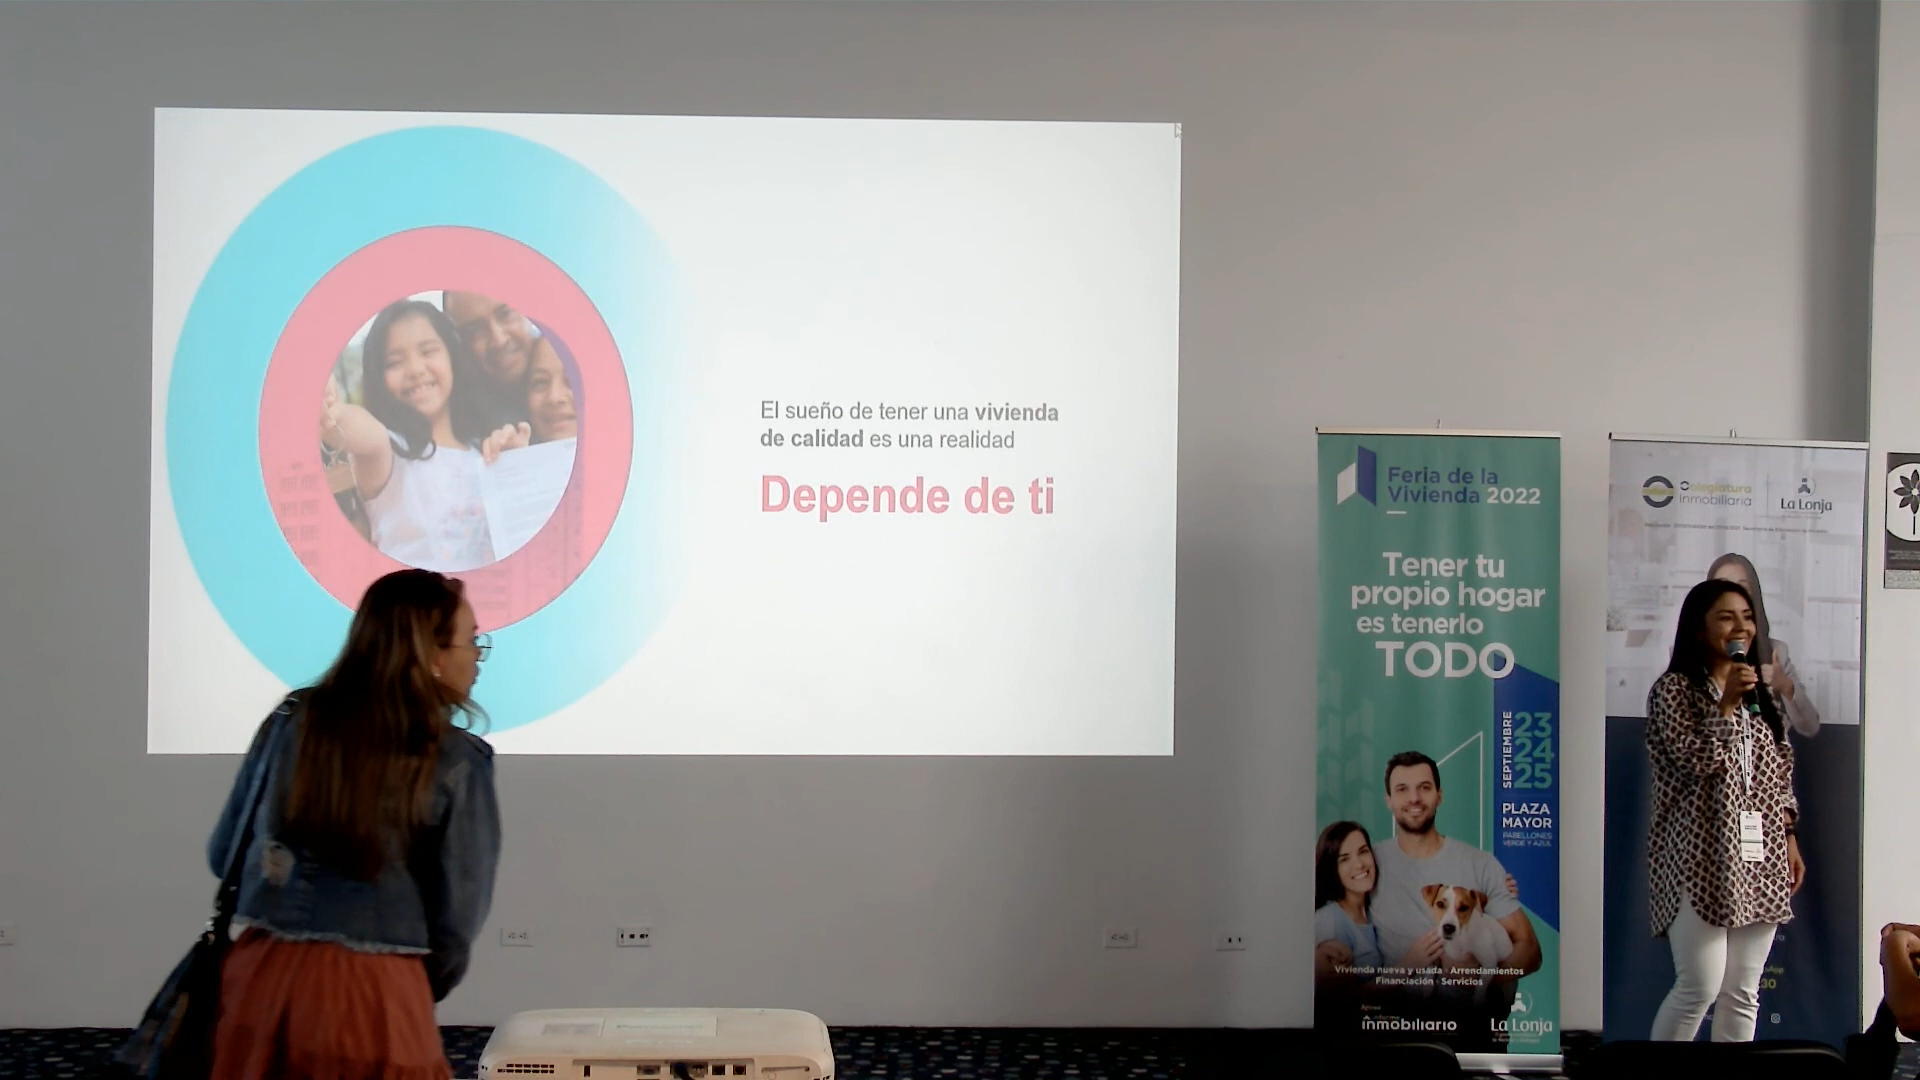 El sueño de tener una vivienda
de calidad es una realidad
Depende de ti
Feria de la
Vivienda 2022
Tener tu
propio hogar
es tenerlo
TODO
SEPTIEMBRE
23
24
25
PLAZA
MAYOR
PABELLONES
VERDE Y AZUL
Vivienda nueva y usada · Arrendamientos
Financiación · Servicios
inmobiliario
La Lonja
Colegiatura
Inmobiliaria
La Lonja